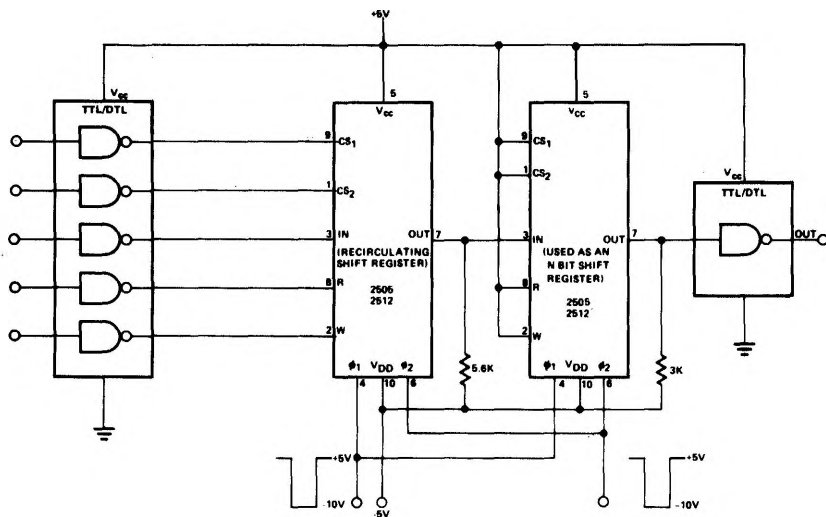 +5V
VCC
TTL/DTL
5
VCC
9 CS1
1 CS2
3 IN
OUT 7
(RECIRCULATING
SHIFT REGISTER)
8 R
2505
2512
2 W
φ1 VDD φ2
4 10 6
5.6K
5
VCC
9 CS1
1 CS2
3 IN
OUT 7
(USED AS AN
N BIT SHIFT
REGISTER)
8 R
2505
2512
2 W
φ1 VDD φ2
4 10 6
3K
VCC
TTL/DTL
OUT
+5V
-10V
-5V
+5V
-10V